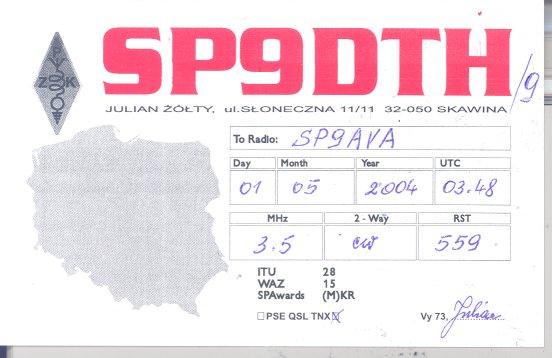 SP9DTH/9
PZK
JULIAN ŻÓŁTY, ul.SŁONECZNA 11/11 32-050 SKAWINA
To Radio: SP9AVA
Day Month Year UTC
01 05 2004 03.48
MHz 2 - Way RST
3.5 cw 559
ITU 28
WAZ 15
SPAwards (M)KR
☐PSE QSL TNX☒
Vy 73, Julian